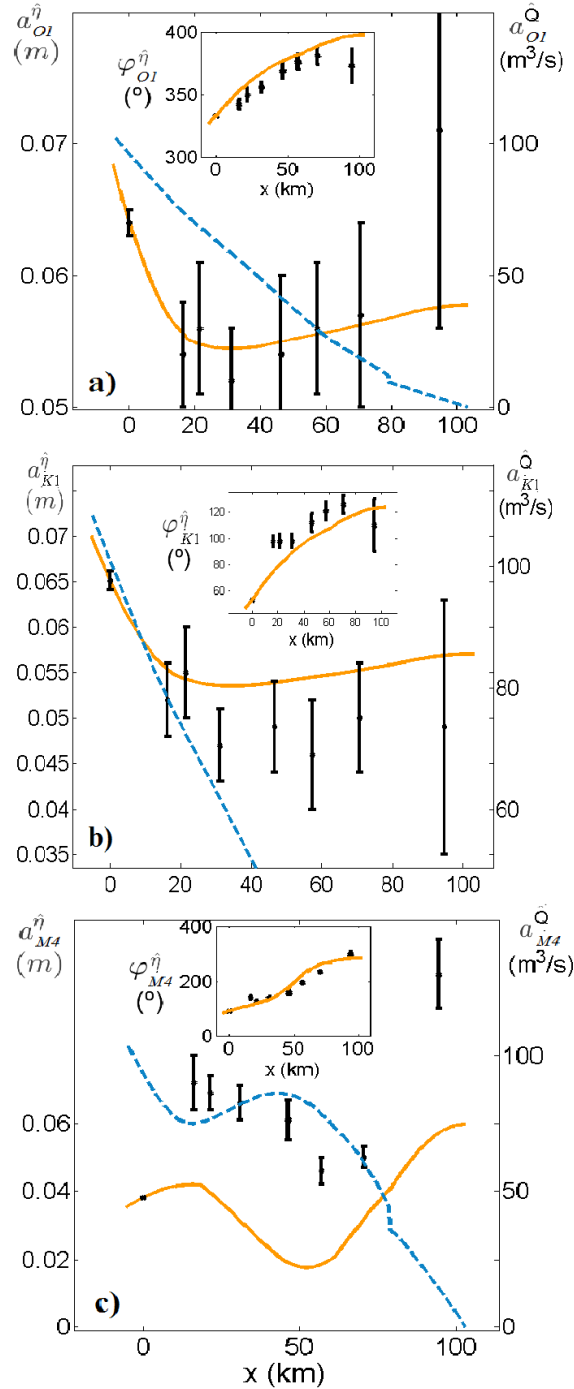 a^η̂_O1 (m)
a^Q̂_O1 (m³/s)
φ^η̂_O1 (°)
400
350
300
0 50 100
x (km)
0.07
0.06
0.05
100
50
0
a)
0 20 40 60 80 100
a^η̂_K1 (m)
a^Q̂_K1 (m³/s)
φ^η̂_K1 (°)
120
100
80
60
0 20 40 60 80 100
x (km)
0.07
0.065
0.06
0.055
0.05
0.045
0.04
0.035
100
80
60
b)
0 20 40 60 80 100
a^η̂_M4 (m)
a^Q̂_M4 (m³/s)
φ^η̂_M4 (°)
400
200
0
0 50 100
x (km)
0.06
0.04
0.02
0
100
50
0
c)
0 50 100
x (km)